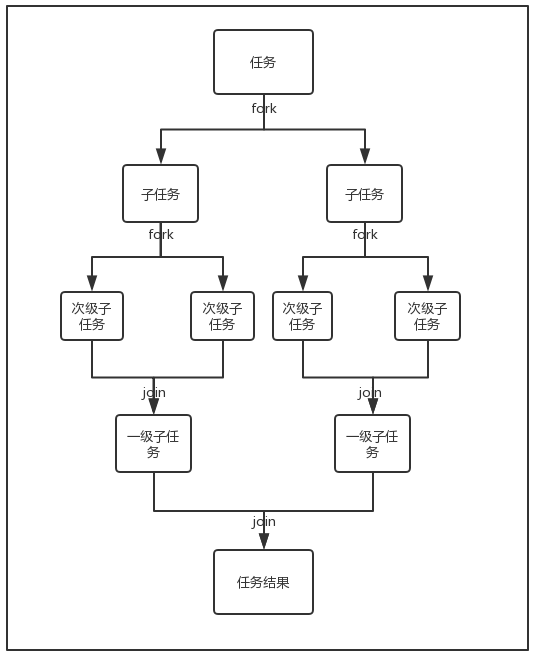 任务
fork
子任务
子任务
fork
fork
次级子
任务
次级子
任务
次级子
任务
次级子
任务
join
join
一级子任
务
一级子任
务
join
任务结果